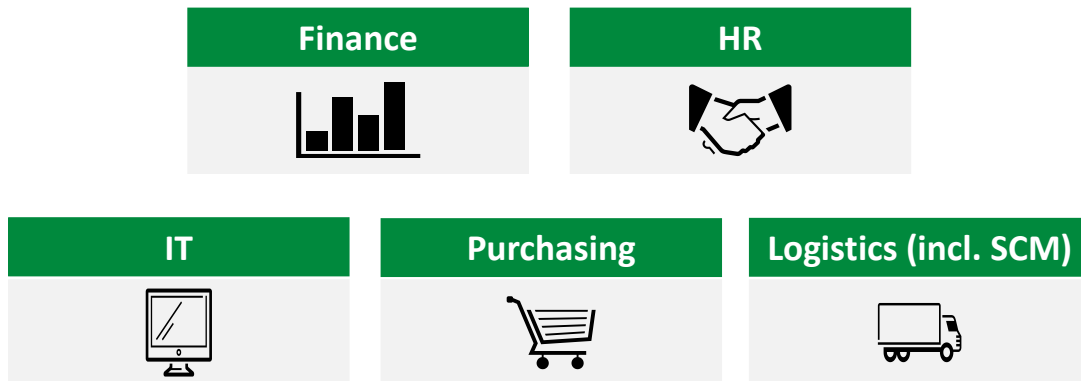 Finance
HR
IT
Purchasing
Logistics (incl. SCM)